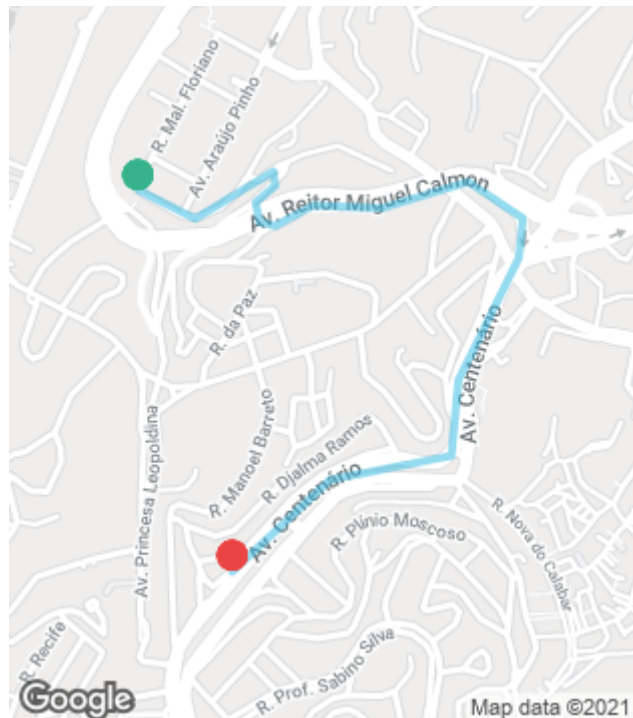 R. Mal. Floriano
Av. Araújo Pinho
Av. Reitor Miguel Calmon
R. da Paz
Av. Centenário
R. Manoel Barreto
R. Djalma Ramos
Av. Princesa Leopoldina
Av. Centenário
R. Plínio Moscoso
R. Nova do Calabar
R. Recife
R. Prof. Sabino Silva
Google
Map data ©2021